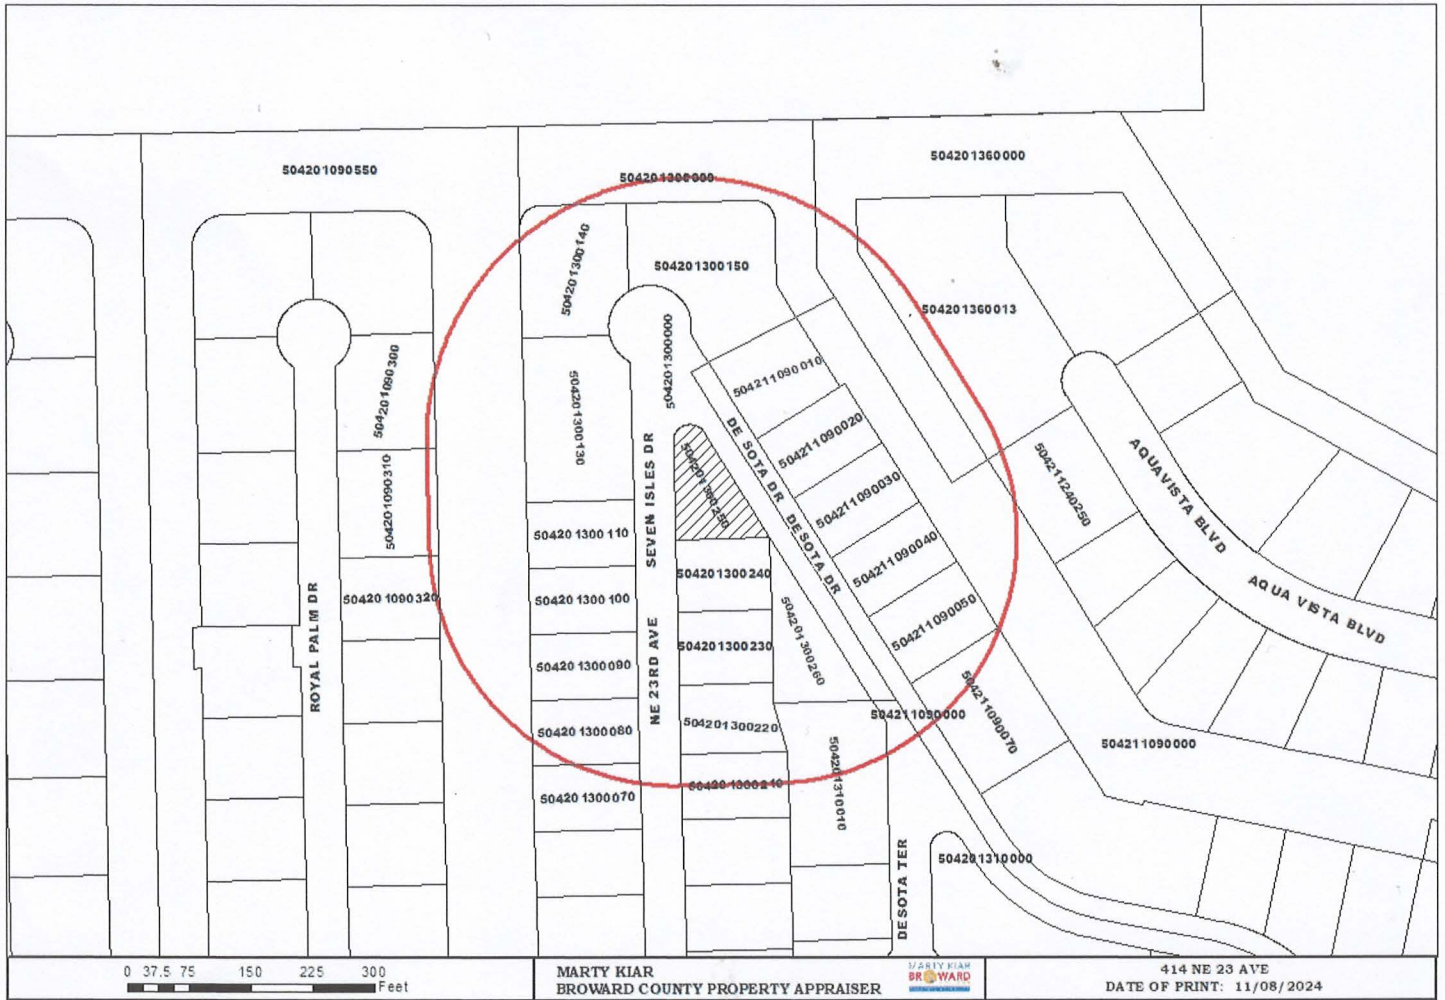 504201090550
504201300000
504201360000
504201300140
504201300150
504201360013
504201300000
504201090300
504201300130
504211090010
504211090020
504211090030
504211090040
504211090050
504211090070
DE SOTA DR
DESOTA DR
504201300250
SEVEN ISLES DR
NE 23RD AVE
504211240250
AQUAVISTA BLVD
AQUA VISTA BLVD
504201090310
504201300110
504201300240
504201090320
504201300100
504201300260
ROYAL PALM DR
504201300090
504201300230
504201300080
504201300220
504211090000
504211090000
504201310010
504201300070
504201300210
504201310000
DESOTA TER
0 37.5 75 150 225 300
Feet
MARTY KIAR
BROWARD COUNTY PROPERTY APPRAISER
MARTY KIAR
BROWARD
414 NE 23 AVE
DATE OF PRINT: 11/08/2024